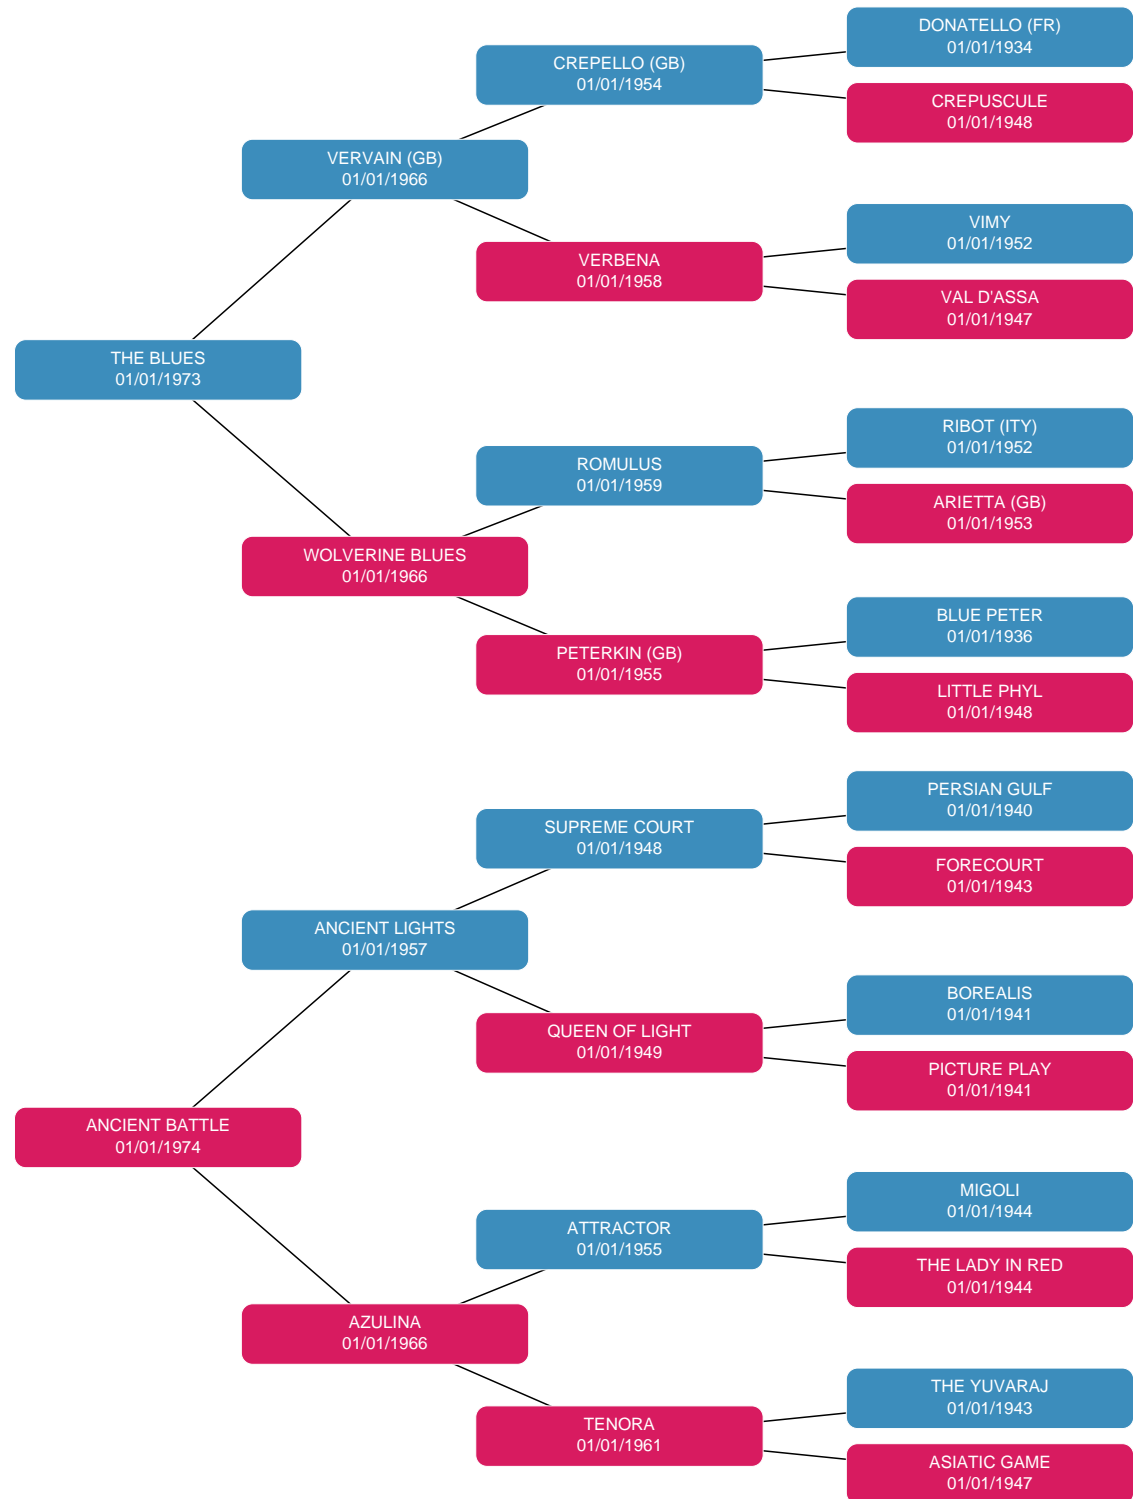 DONATELLO (FR)
01/01/1934
CREPELLO (GB)
01/01/1954
CREPUSCULE
01/01/1948
VERVAIN (GB)
01/01/1966
VIMY
01/01/1952
VERBENA
01/01/1958
VAL D'ASSA
01/01/1947
THE BLUES
01/01/1973
RIBOT (ITY)
01/01/1952
ROMULUS
01/01/1959
ARIETTA (GB)
01/01/1953
WOLVERINE BLUES
01/01/1966
BLUE PETER
01/01/1936
PETERKIN (GB)
01/01/1955
LITTLE PHYL
01/01/1948
PERSIAN GULF
01/01/1940
SUPREME COURT
01/01/1948
FORECOURT
01/01/1943
ANCIENT LIGHTS
01/01/1957
BOREALIS
01/01/1941
QUEEN OF LIGHT
01/01/1949
PICTURE PLAY
01/01/1941
ANCIENT BATTLE
01/01/1974
MIGOLI
01/01/1944
ATTRACTOR
01/01/1955
THE LADY IN RED
01/01/1944
AZULINA
01/01/1966
THE YUVARAJ
01/01/1943
TENORA
01/01/1961
ASIATIC GAME
01/01/1947